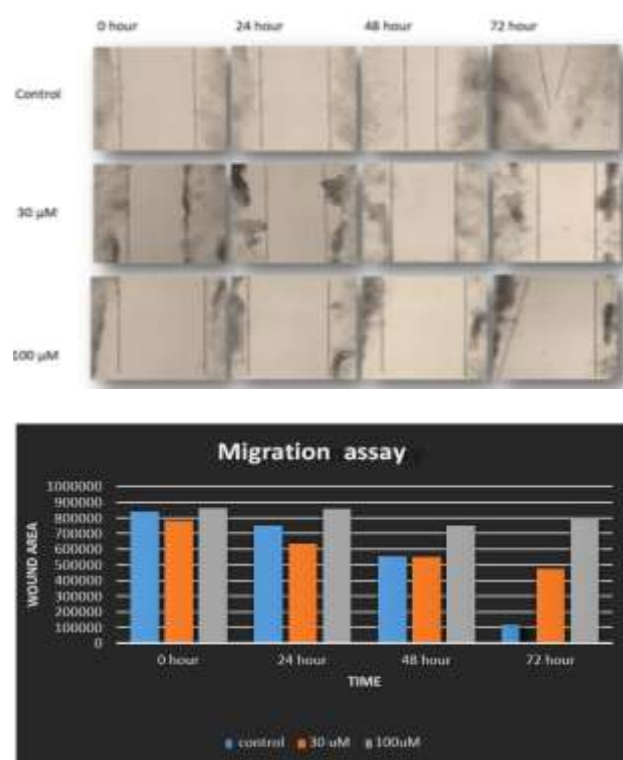 0 hour 24 hour 48 hour 72 hour
Control
30 µM
100 µM
Migration assay
1000000
900000
800000
700000
600000
500000
400000
300000
200000
100000
0
WOUND AREA
0 hour 24 hour 48 hour 72 hour
TIME
control 30 uM 100uM